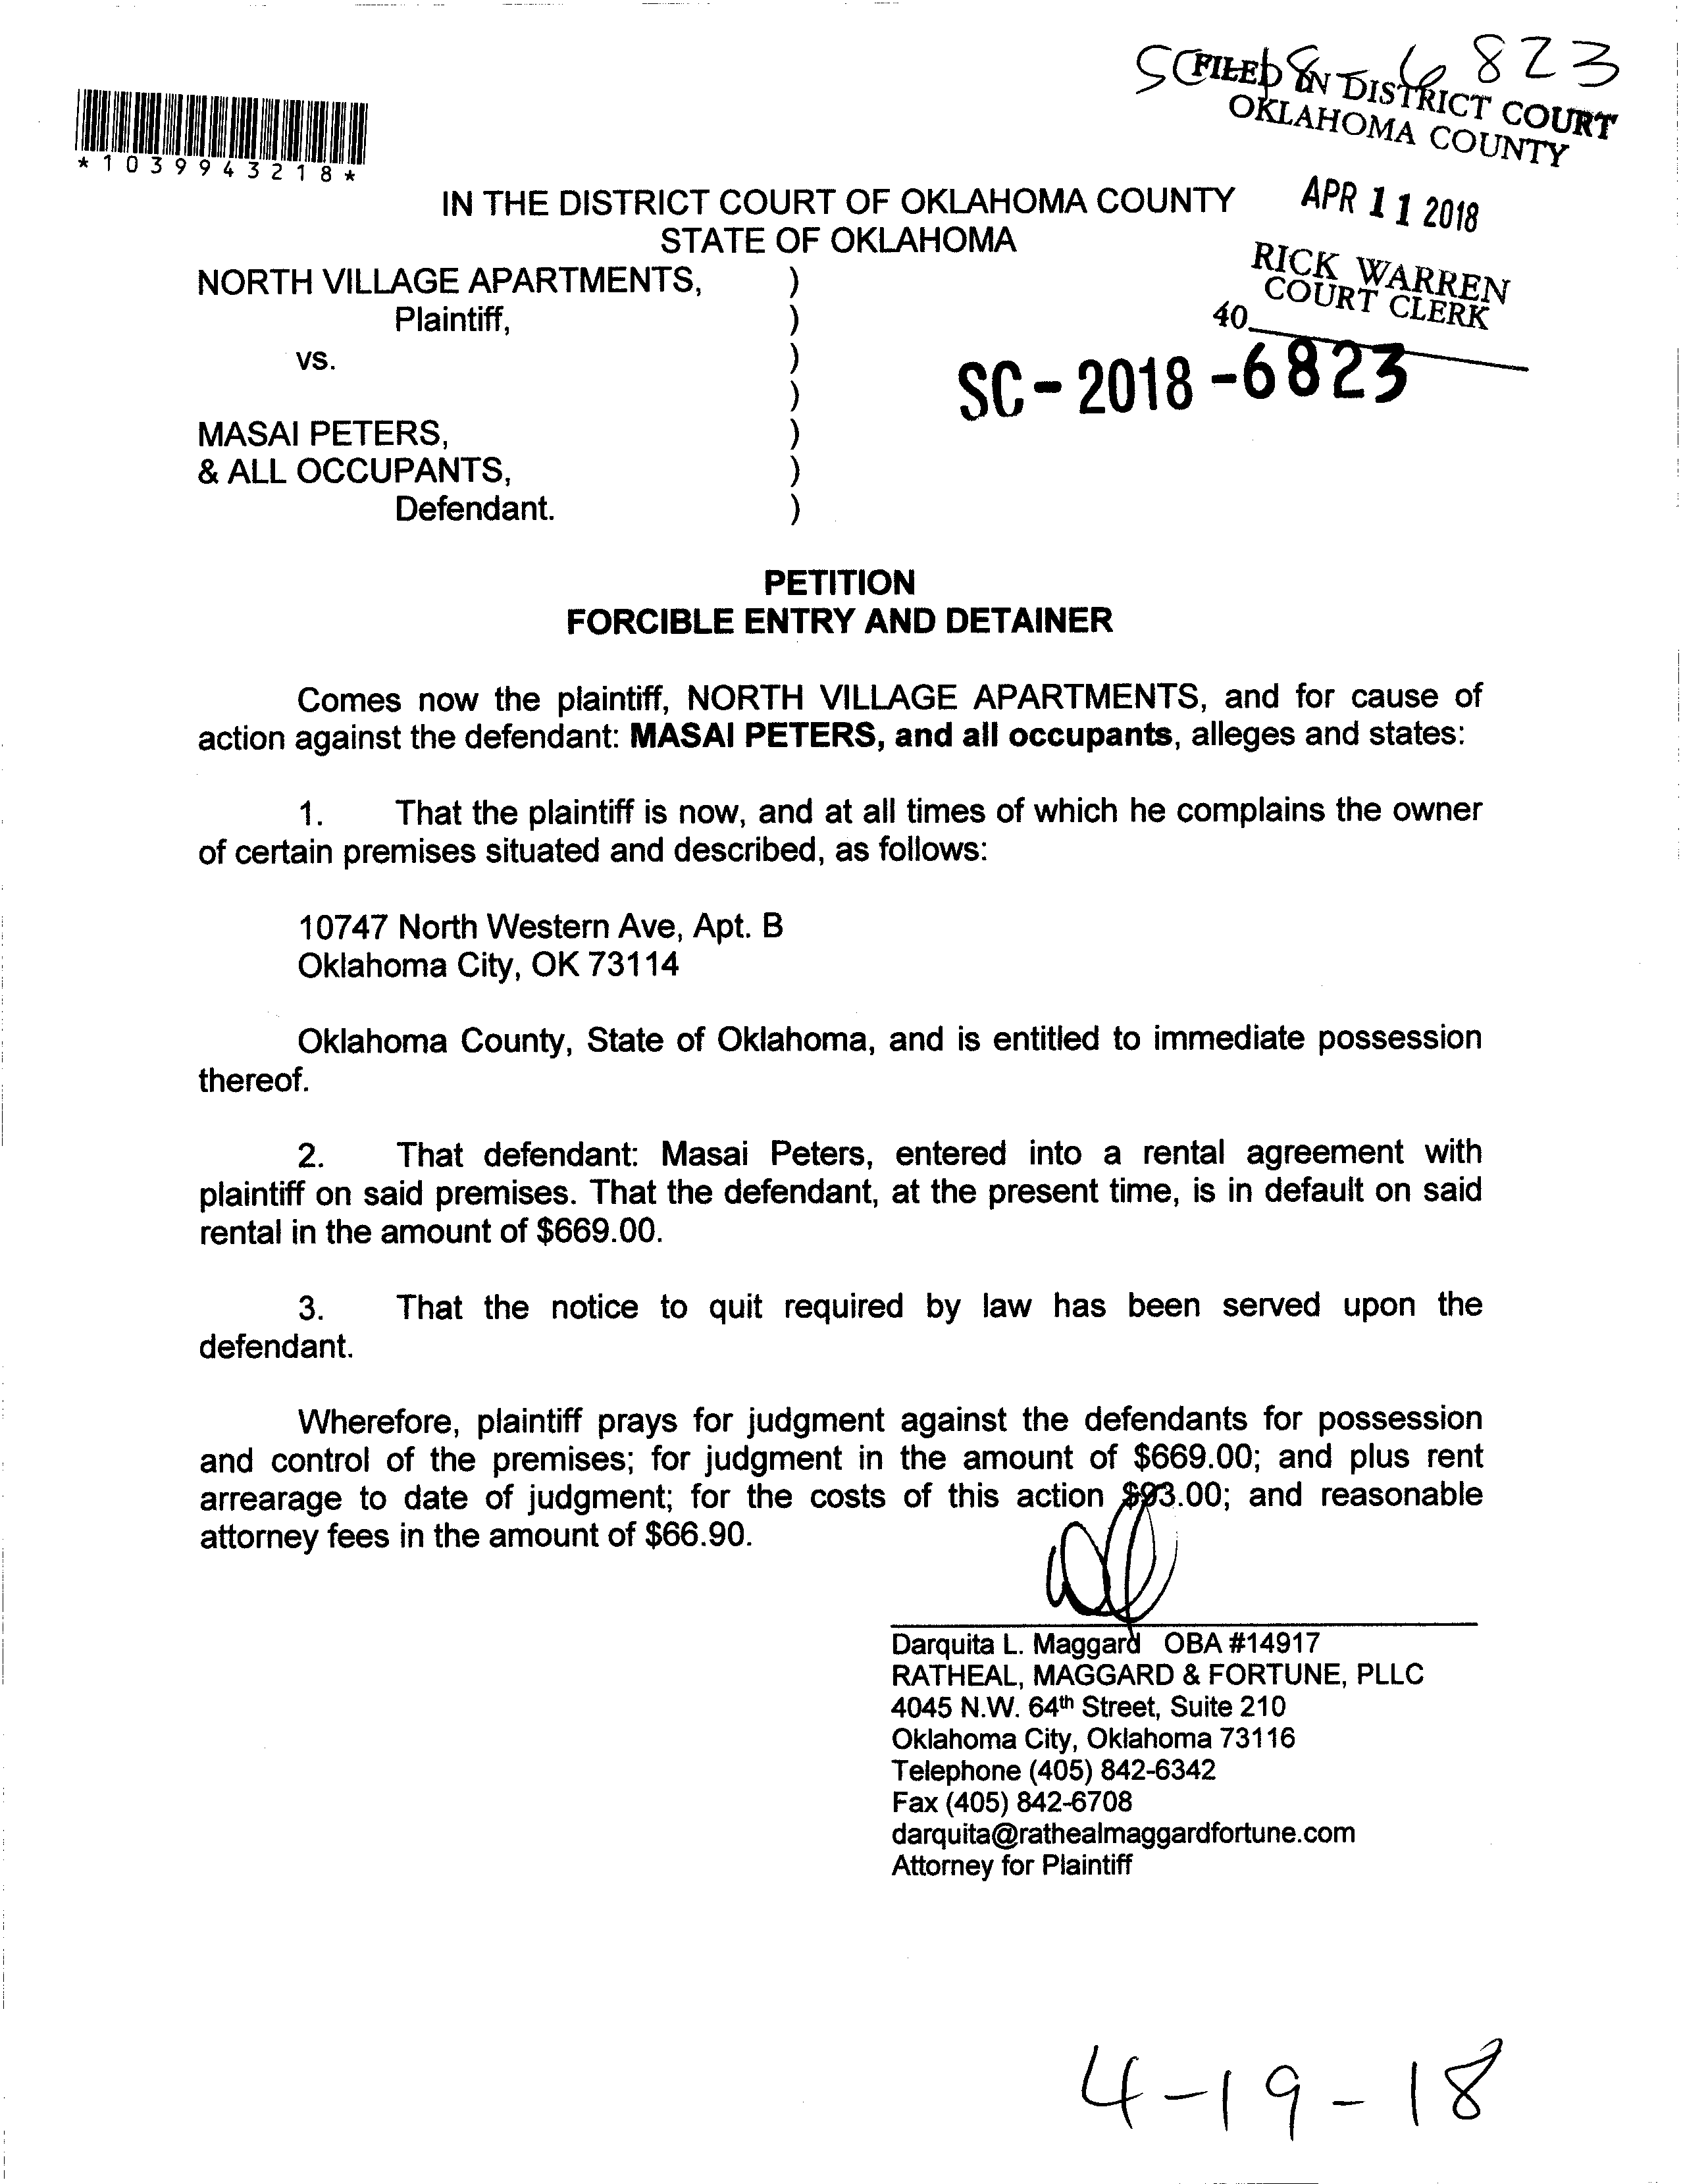 SC 18-6823
FILED IN DISTRICT COURT
OKLAHOMA COUNTY
*1039943218*
APR 11 2018
RICK WARREN
COURT CLERK
40
SC-2018-6823
IN THE DISTRICT COURT OF OKLAHOMA COUNTY
STATE OF OKLAHOMA
NORTH VILLAGE APARTMENTS, )
Plaintiff, )
vs. )
)
MASAI PETERS, )
& ALL OCCUPANTS, )
Defendant. )
PETITION
FORCIBLE ENTRY AND DETAINER
Comes now the plaintiff, NORTH VILLAGE APARTMENTS, and for cause of
action against the defendant: MASAI PETERS, and all occupants, alleges and states:
1. That the plaintiff is now, and at all times of which he complains the owner
of certain premises situated and described, as follows:
10747 North Western Ave, Apt. B
Oklahoma City, OK 73114
Oklahoma County, State of Oklahoma, and is entitled to immediate possession
thereof.
2. That defendant: Masai Peters, entered into a rental agreement with
plaintiff on said premises. That the defendant, at the present time, is in default on said
rental in the amount of $669.00.
3. That the notice to quit required by law has been served upon the
defendant.
Wherefore, plaintiff prays for judgment against the defendants for possession
and control of the premises; for judgment in the amount of $669.00; and plus rent
arrearage to date of judgment; for the costs of this action $93.00; and reasonable
attorney fees in the amount of $66.90.
Darquita L. Maggard OBA #14917
RATHEAL, MAGGARD & FORTUNE, PLLC
4045 N.W. 64th Street, Suite 210
Oklahoma City, Oklahoma 73116
Telephone (405) 842-6342
Fax (405) 842-6708
darquita@rathealmaggardfortune.com
Attorney for Plaintiff
4-19-18